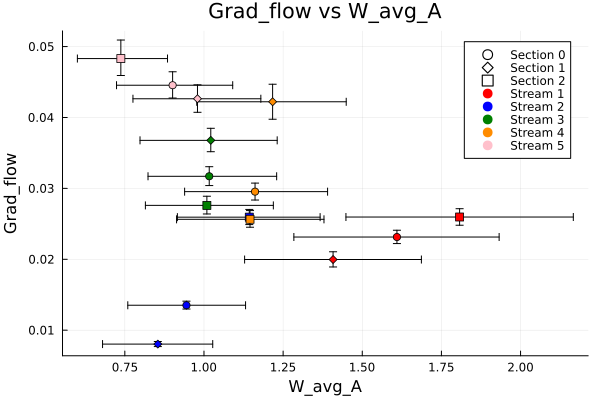 Grad_flow vs W_avg_A
0.05
0.04
0.03
0.02
0.01
Grad_flow
Section 0
Section 1
Section 2
Stream 1
Stream 2
Stream 3
Stream 4
Stream 5
0.75
1.00
1.25
1.50
1.75
2.00
W_avg_A